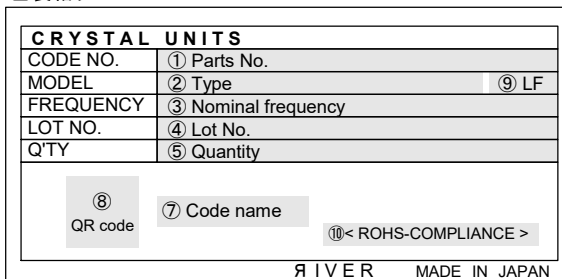 CRYSTAL UNITS
CODE NO. ① Parts No.
MODEL ② Type ⑨ LF
FREQUENCY ③ Nominal frequency
LOT NO. ④ Lot No.
Q'TY ⑤ Quantity
⑧
QR code
⑦ Code name
⑩< ROHS-COMPLIANCE >
ЯIVER MADE IN JAPAN